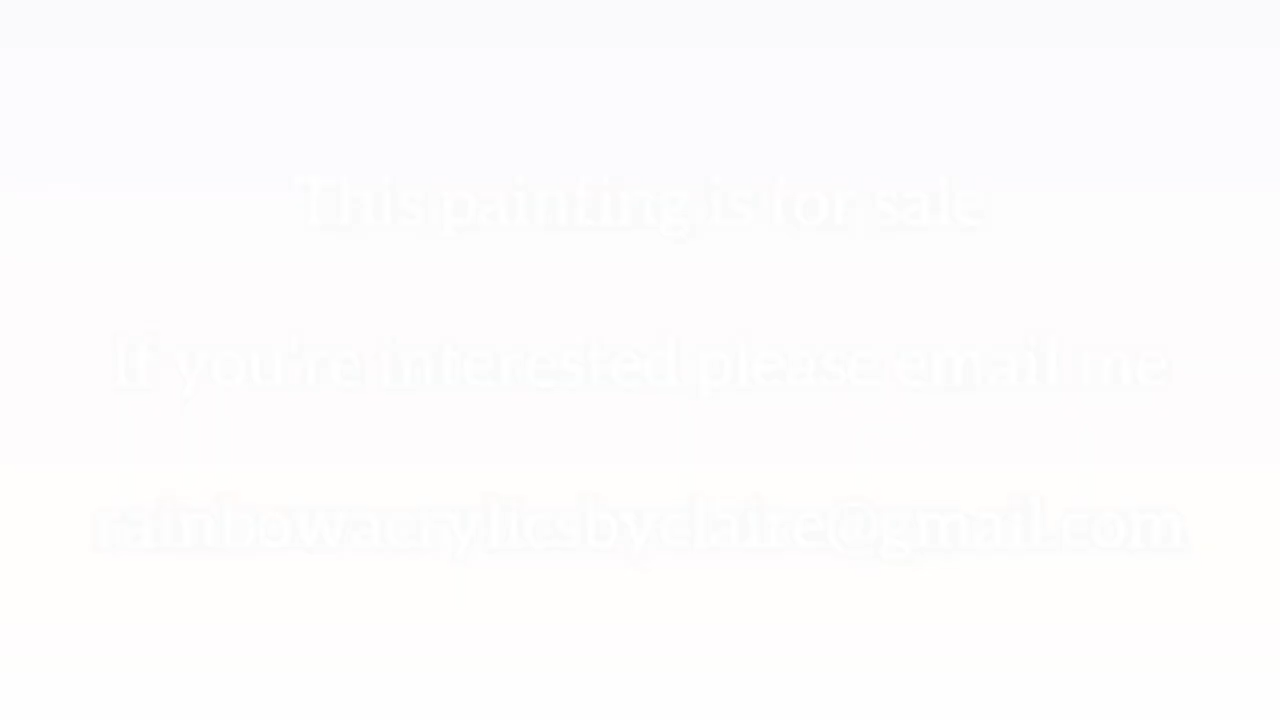 This painting is for sale
If you're interested please email me
rainbowacrylicsbyclaire@gmail.com